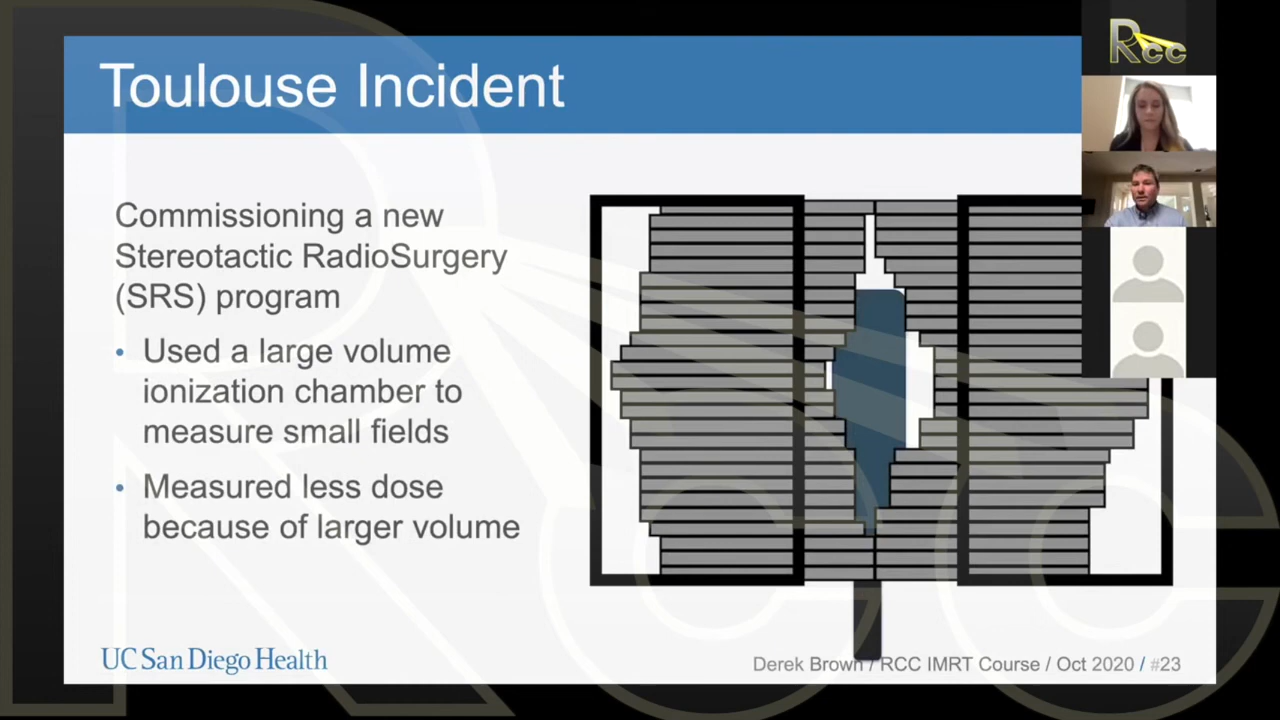 Rcc
Toulouse Incident
Commissioning a new
Stereotactic RadioSurgery
(SRS) program
• Used a large volume
ionization chamber to
measure small fields
• Measured less dose
because of larger volume
UC San Diego Health
Derek Brown / RCC IMRT Course / Oct 2020 / #23